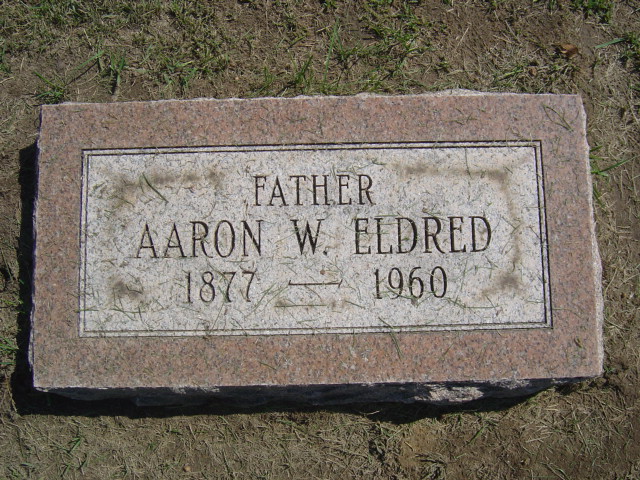 FATHER
AARON W. ELDRED
1877 — 1960